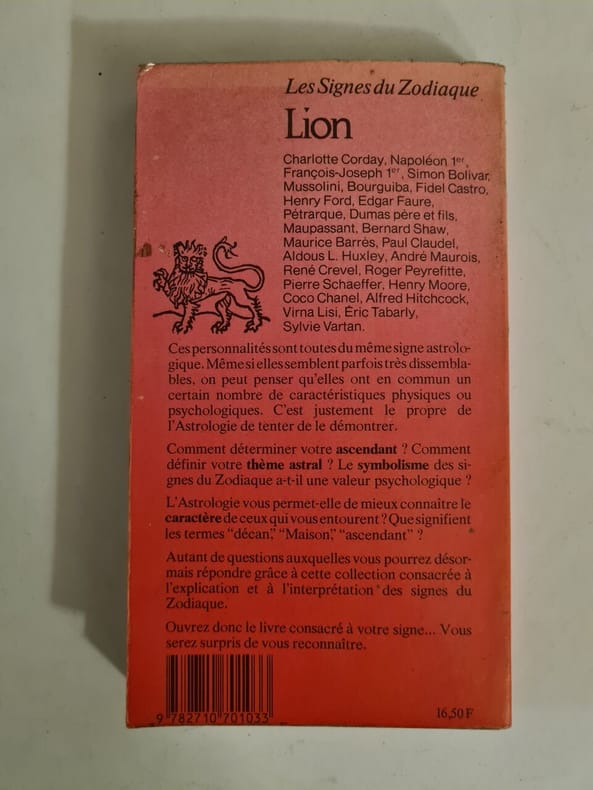 Les Signes du Zodiaque
Lion
Charlotte Corday, Napoléon 1er,
François-Joseph 1er, Simon Bolivar,
Mussolini, Bourguiba, Fidel Castro,
Henry Ford, Edgar Faure,
Pétrarque, Dumas père et fils,
Maupassant, Bernard Shaw,
Maurice Barrès, Paul Claudel,
Aldous L. Huxley, André Maurois,
René Crevel, Roger Peyrefitte,
Pierre Schaeffer, Henry Moore,
Coco Chanel, Alfred Hitchcock,
Virna Lisi, Éric Tabarly,
Sylvie Vartan.
Ces personnalités sont toutes du même signe astrolo-
gique. Même si elles semblent parfois très dissembla-
bles, on peut penser qu'elles ont en commun un
certain nombre de caractéristiques physiques ou
psychologiques. C'est justement le propre de
l'Astrologie de tenter de le démontrer.
Comment déterminer votre ascendant ? Comment
définir votre thème astral ? Le symbolisme des si-
gnes du Zodiaque a-t-il une valeur psychologique ?
L'Astrologie vous permet-elle de mieux connaître le
caractère de ceux qui vous entourent ? Que signifient
les termes "décan," "Maison," "ascendant" ?
Autant de questions auxquelles vous pourrez désor-
mais répondre grâce à cette collection consacrée à
l'explication et à l'interprétation des signes du
Zodiaque.
Ouvrez donc le livre consacré à votre signe... Vous
serez surpris de vous reconnaître.
9 782710 701033
16,50 F